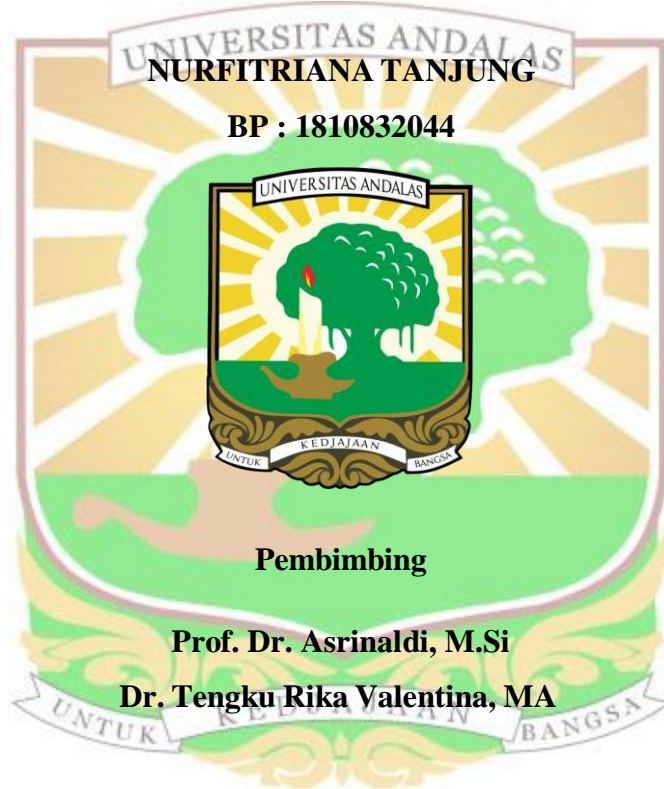 UNIVERSITAS ANDALAS
NURFITRIANA TANJUNG
BP : 1810832044
UNIVERSITAS ANDALAS
UNTUK KEDJAJAAN BANGSA
Pembimbing
Prof. Dr. Asrinaldi, M.Si
Dr. Tengku Rika Valentina, MA
UNTUK KEDJAJAAN BANGSA